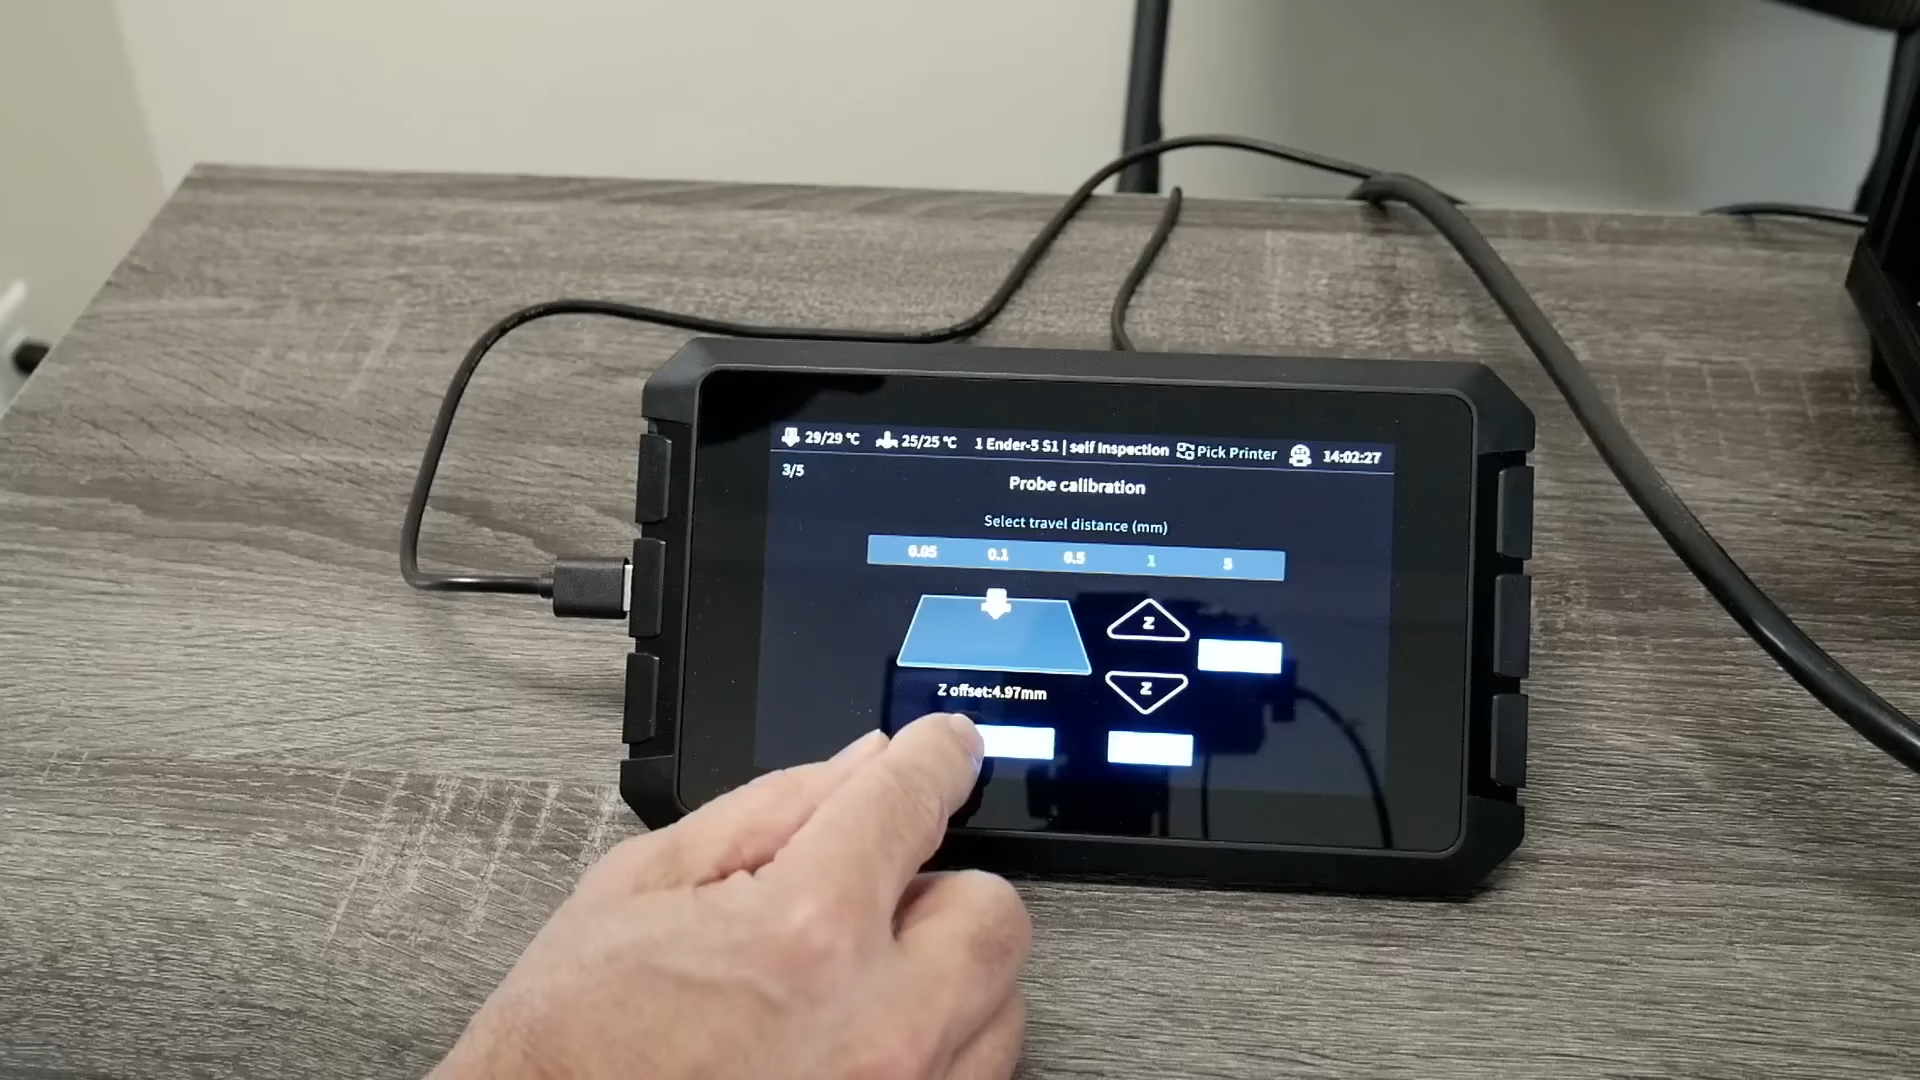 29/29 ℃ 25/25 ℃ 1 Ender-5 S1 | self Inspection Pick Printer 14:02:27
3/5
Probe calibration
Select travel distance (mm)
0.05 0.1 0.5 1 5
Z
Z offset:4.97mm Z